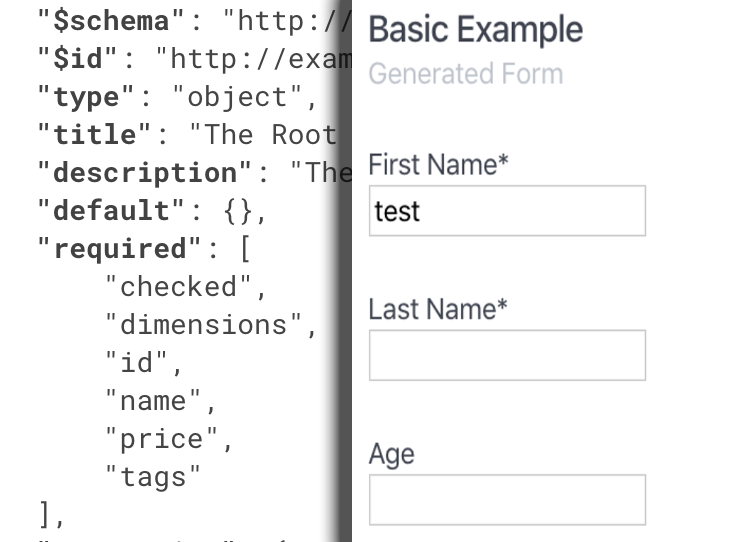 "$schema": "http://
"$id": "http://exam
"type": "object",
"title": "The Root
"description": "The
"default": {},
"required": [
"checked",
"dimensions",
"id",
"name",
"price",
"tags"
],
Basic Example
Generated Form
First Name*
test
Last Name*
Age